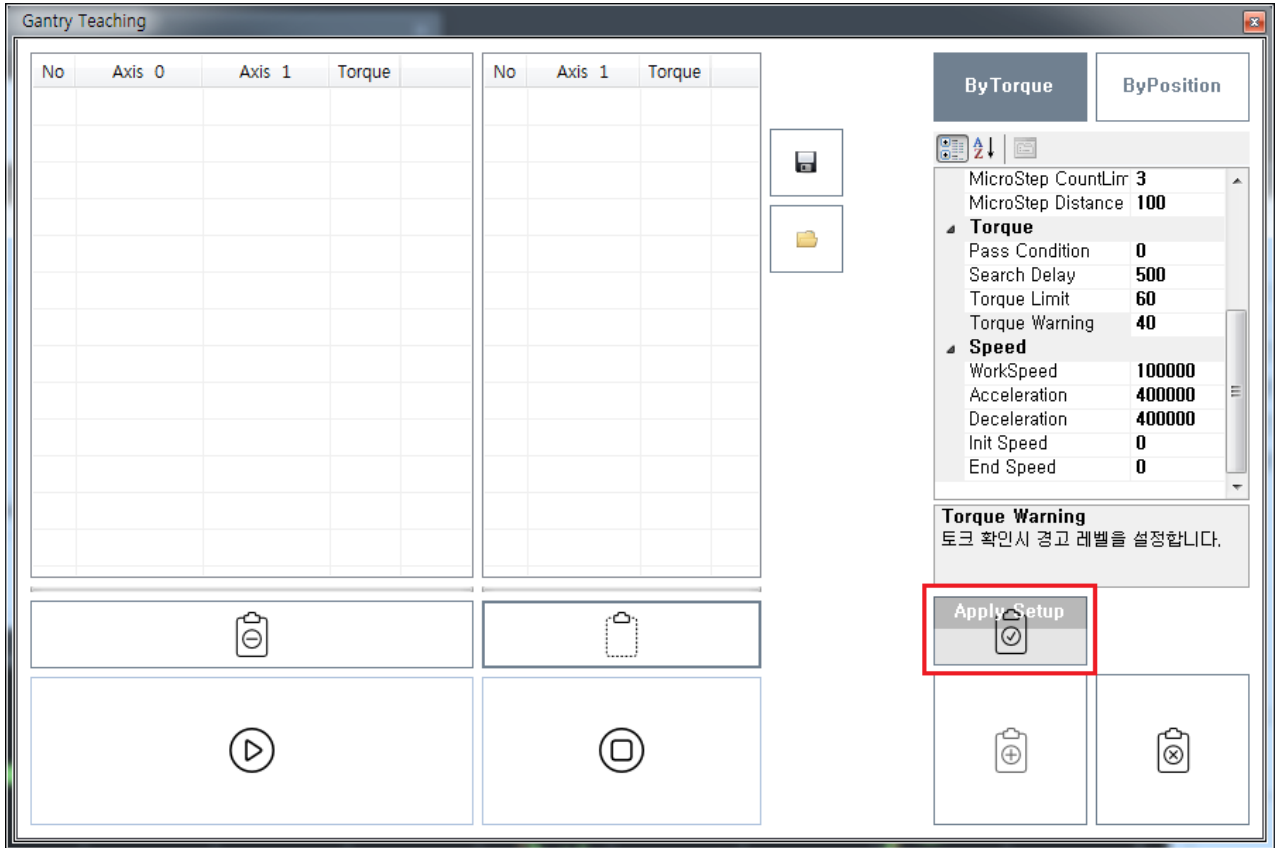 Gantry Teaching
No Axis 0 Axis 1 Torque
No Axis 1 Torque
ByTorque ByPosition
MicroStep CountLim 3
MicroStep Distance 100
Torque
Pass Condition 0
Search Delay 500
Torque Limit 60
Torque Warning 40
Speed
WorkSpeed 100000
Acceleration 400000
Deceleration 400000
Init Speed 0
End Speed 0
Torque Warning
토크 확인시 경고 레벨을 설정합니다.
Apply Setup